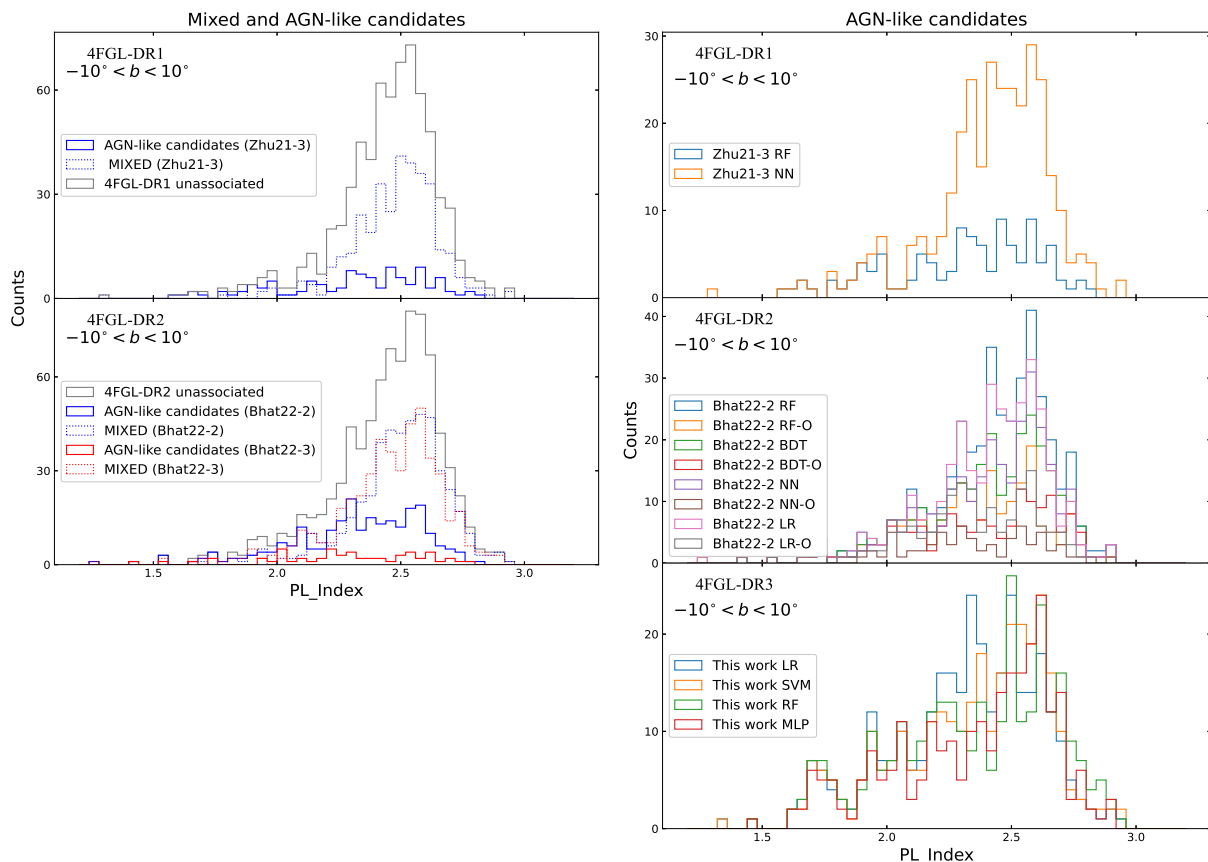 Mixed and AGN-like candidates
4FGL-DR1
−10° < b < 10°
AGN-like candidates (Zhu21-3)
MIXED (Zhu21-3)
4FGL-DR1 unassociated
60
30
0
Counts
4FGL-DR2
−10° < b < 10°
4FGL-DR2 unassociated
AGN-like candidates (Bhat22-2)
MIXED (Bhat22-2)
AGN-like candidates (Bhat22-3)
MIXED (Bhat22-3)
60
30
0
1.5 2.0 2.5 3.0
PL_Index
AGN-like candidates
4FGL-DR1
−10° < b < 10°
Zhu21-3 RF
Zhu21-3 NN
30
20
10
0
4FGL-DR2
−10° < b < 10°
Bhat22-2 RF
Bhat22-2 RF-O
Bhat22-2 BDT
Bhat22-2 BDT-O
Bhat22-2 NN
Bhat22-2 NN-O
Bhat22-2 LR
Bhat22-2 LR-O
40
30
20
10
0
Counts
4FGL-DR3
−10° < b < 10°
This work LR
This work SVM
This work RF
This work MLP
20
10
0
1.5 2.0 2.5 3.0
PL_Index